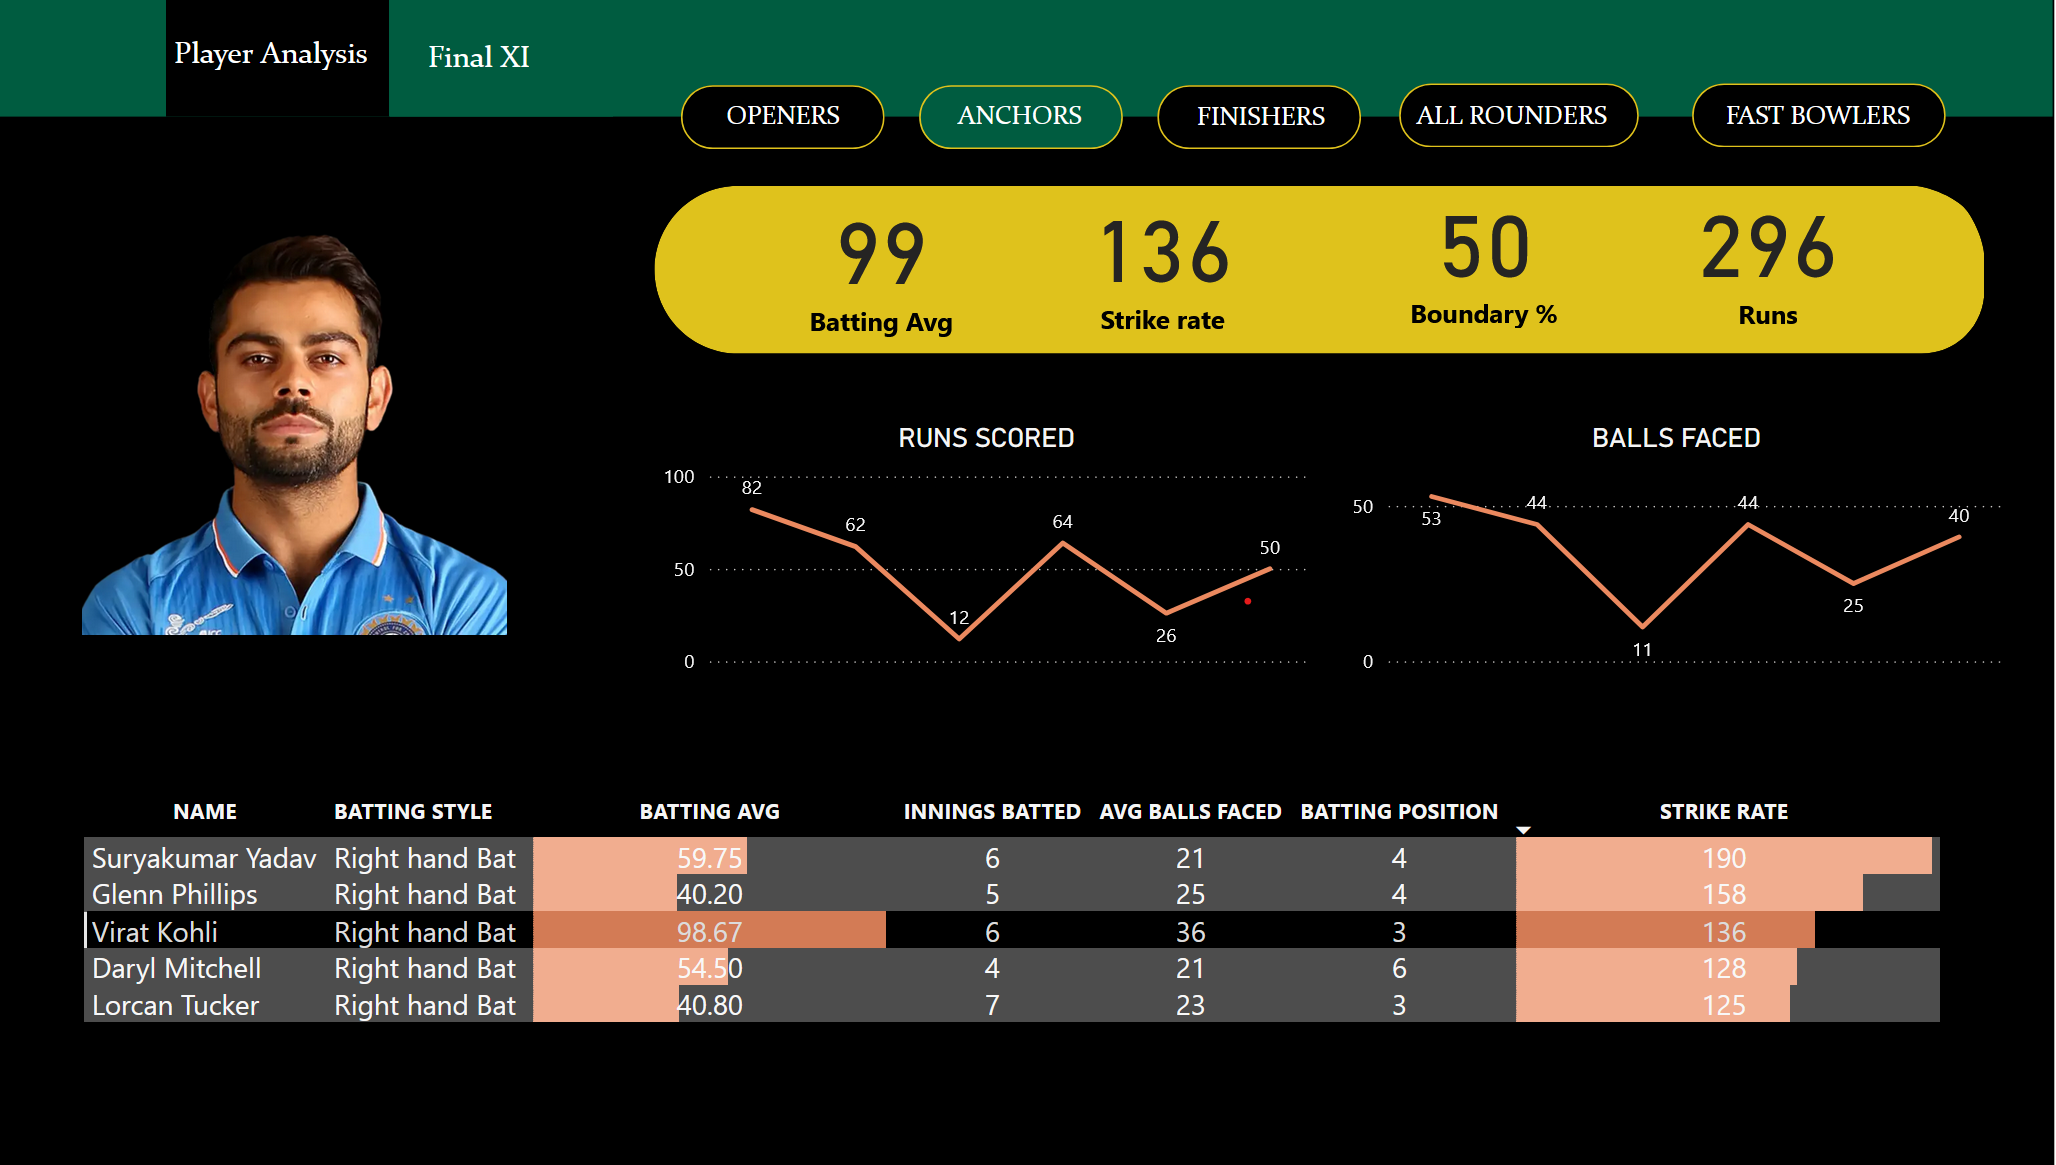 Player Analysis
Final XI
OPENERS
ANCHORS
FINISHERS
ALL ROUNDERS
FAST BOWLERS
99
136
50
296
Batting Avg
Strike rate
Boundary %
Runs
RUNS SCORED
100
50
0
82
62
12
64
26
50
BALLS FACED
50
0
53
44
11
44
25
40
NAME BATTING STYLE BATTING AVG INNINGS BATTED AVG BALLS FACED BATTING POSITION STRIKE RATE
Suryakumar Yadav Right hand Bat 59.75 6 21 4 190
Glenn Phillips Right hand Bat 40.20 5 25 4 158
Virat Kohli Right hand Bat 98.67 6 36 3 136
Daryl Mitchell Right hand Bat 54.50 4 21 6 128
Lorcan Tucker Right hand Bat 40.80 7 23 3 125